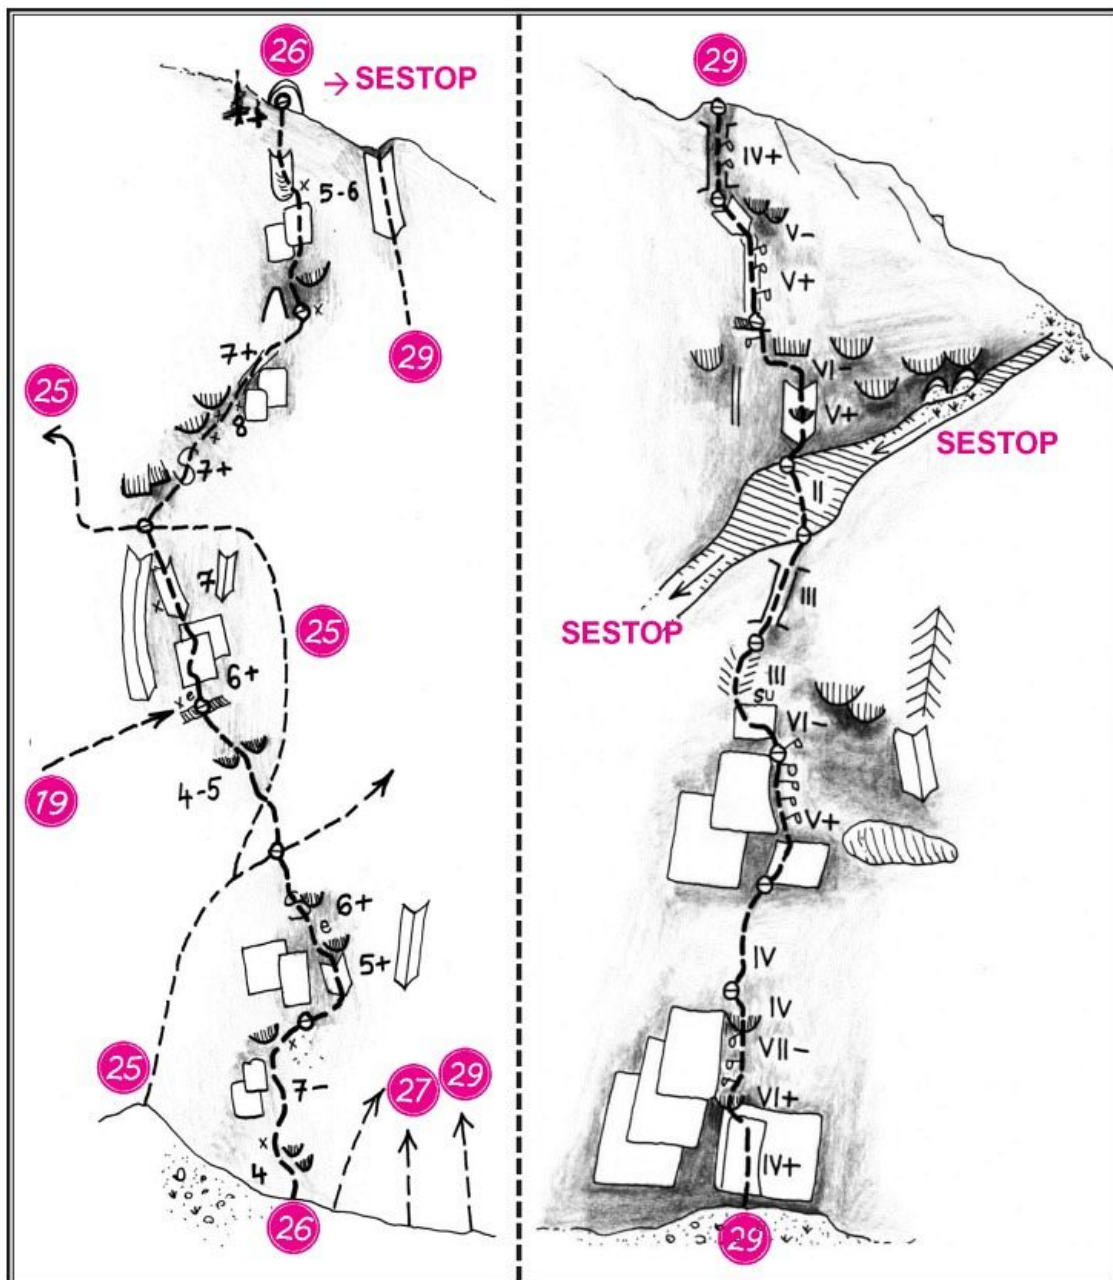 26
→ SESTOP
5-6
29
7+
8
25
7+
7
25
x e 6+
19
4-5
6+
e
5+
x
25
27
29
7-
x
4
26
29
IV+
V-
V+
VI-
V+
SESTOP
II
III
SESTOP
III
SU
VI-
V+
IV
IV
VII-
VI+
IV+
29